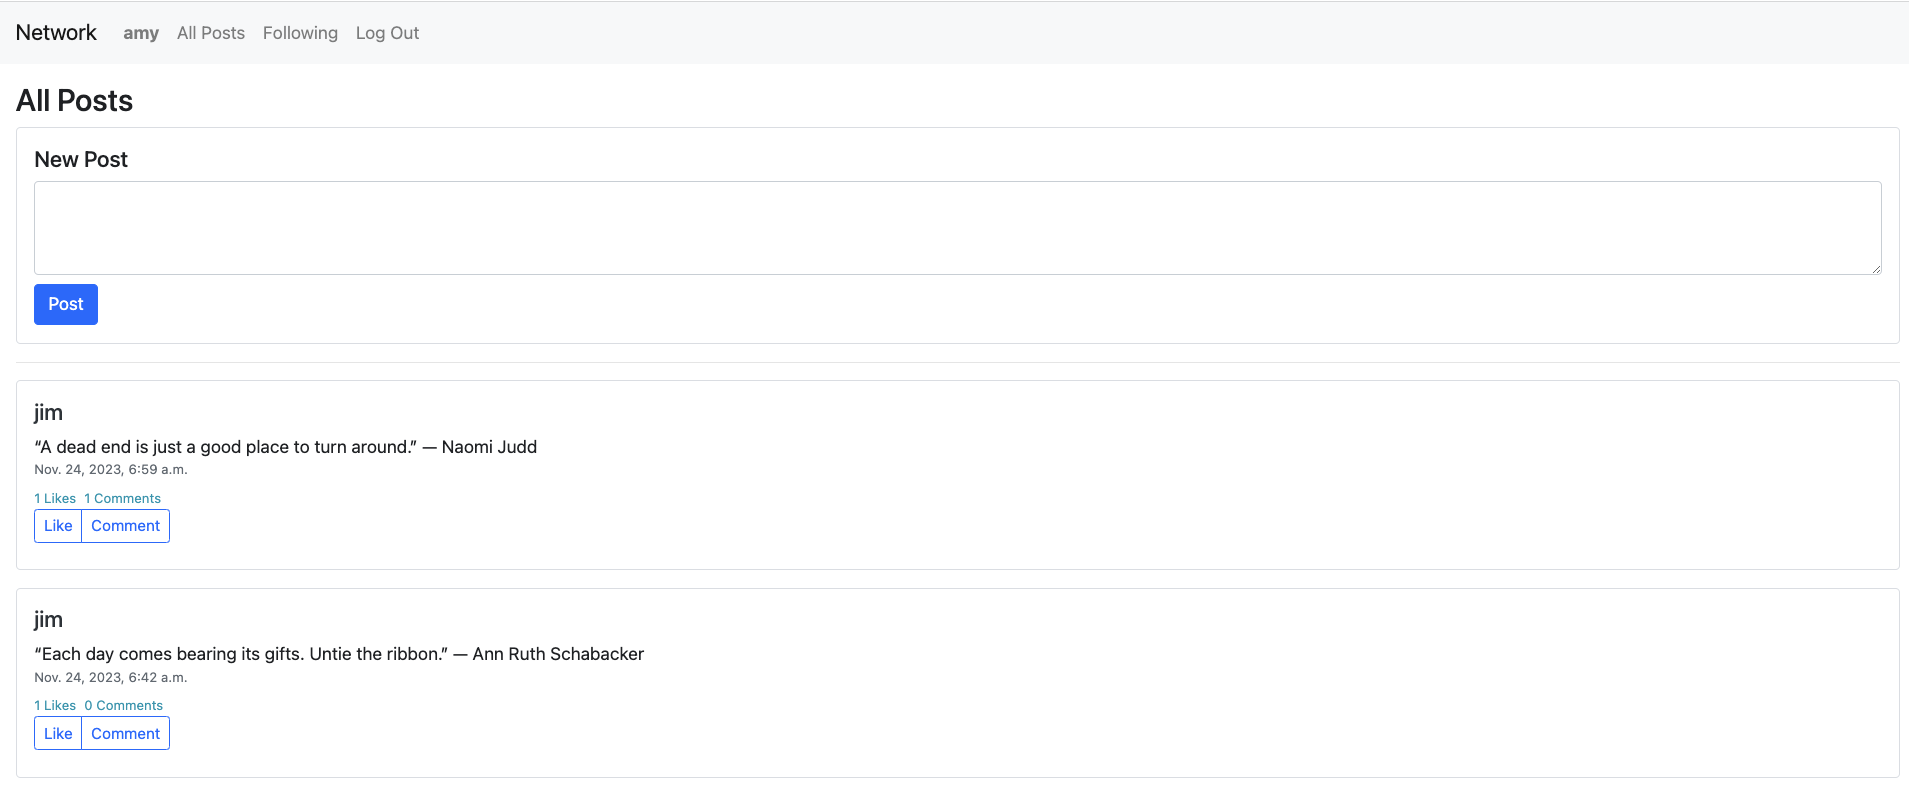 Network amy All Posts Following Log Out
All Posts
New Post
Post
jim
“A dead end is just a good place to turn around.” — Naomi Judd
Nov. 24, 2023, 6:59 a.m.
1 Likes 1 Comments
Like Comment
jim
“Each day comes bearing its gifts. Untie the ribbon.” — Ann Ruth Schabacker
Nov. 24, 2023, 6:42 a.m.
1 Likes 0 Comments
Like Comment